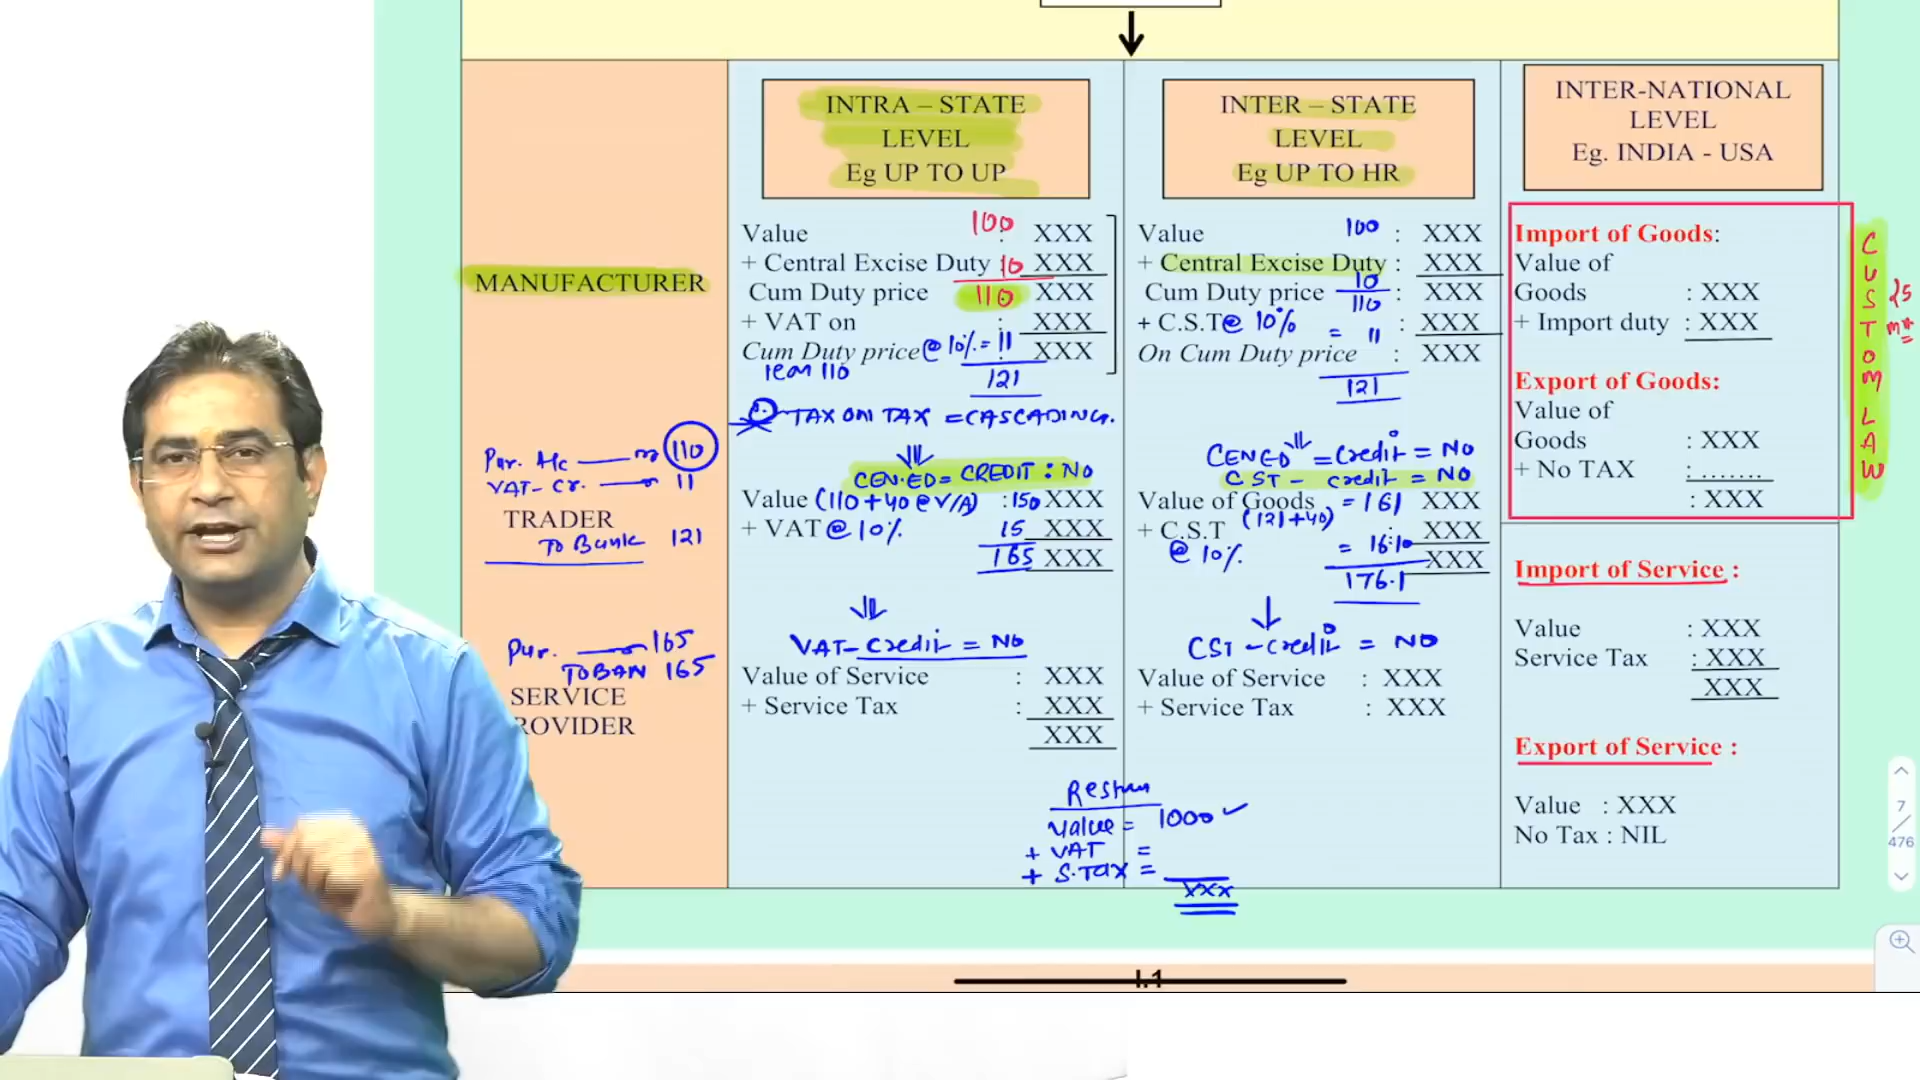 INTRA – STATE
LEVEL
Eg UP TO UP
INTER – STATE
LEVEL
Eg UP TO HR
INTER-NATIONAL
LEVEL
Eg. INDIA - USA
MANUFACTURER
Value 100 : XXX
+ Central Excise Duty 10 XXX
Cum Duty price 110 XXX
+ VAT on : XXX
Cum Duty price @ 10% = 11 XXX
110
121
TAX ON TAX = CASCADING.
CEN.ED = CREDIT : NO
Value 100 : XXX
+ Central Excise Duty : XXX
10
Cum Duty price : XXX
110
+ C.S.T @ 10% = 11 : XXX
On Cum Duty price : XXX
121
CENED = Credit = NO
CST - credit = NO
Import of Goods:
Value of
Goods : XXX
+ Import duty : XXX
Export of Goods:
Value of
Goods : XXX
+ No TAX : .......
: XXX
CUSTOM LAW
Pur. A/c 110
VAT- Cr. 11
TRADER
To Bank 121
Value (110 + 40 @ V/A) : 150 XXX
+ VAT @ 10% 15 XXX
165 XXX
VAT- credit = NO
Value of Goods = 161 XXX
(121+40)
+ C.S.T XXX
@ 10% = 16.10 XXX
176.1
CST - credit = NO
Pur. 165
TO BAN 165
SERVICE
ROVIDER
Value of Service : XXX
+ Service Tax : XXX
XXX
Value of Service : XXX
+ Service Tax : XXX
Import of Service :
Value : XXX
Service Tax : XXX
XXX
Export of Service :
Value : XXX
No Tax : NIL
Value = 1000
+ VAT =
+ S.Tax =
XXX
I.1
7
476